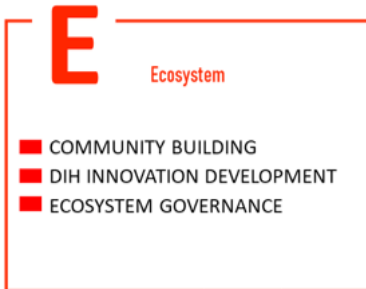 E
Ecosystem
COMMUNITY BUILDING
DIH INNOVATION DEVELOPMENT
ECOSYSTEM GOVERNANCE